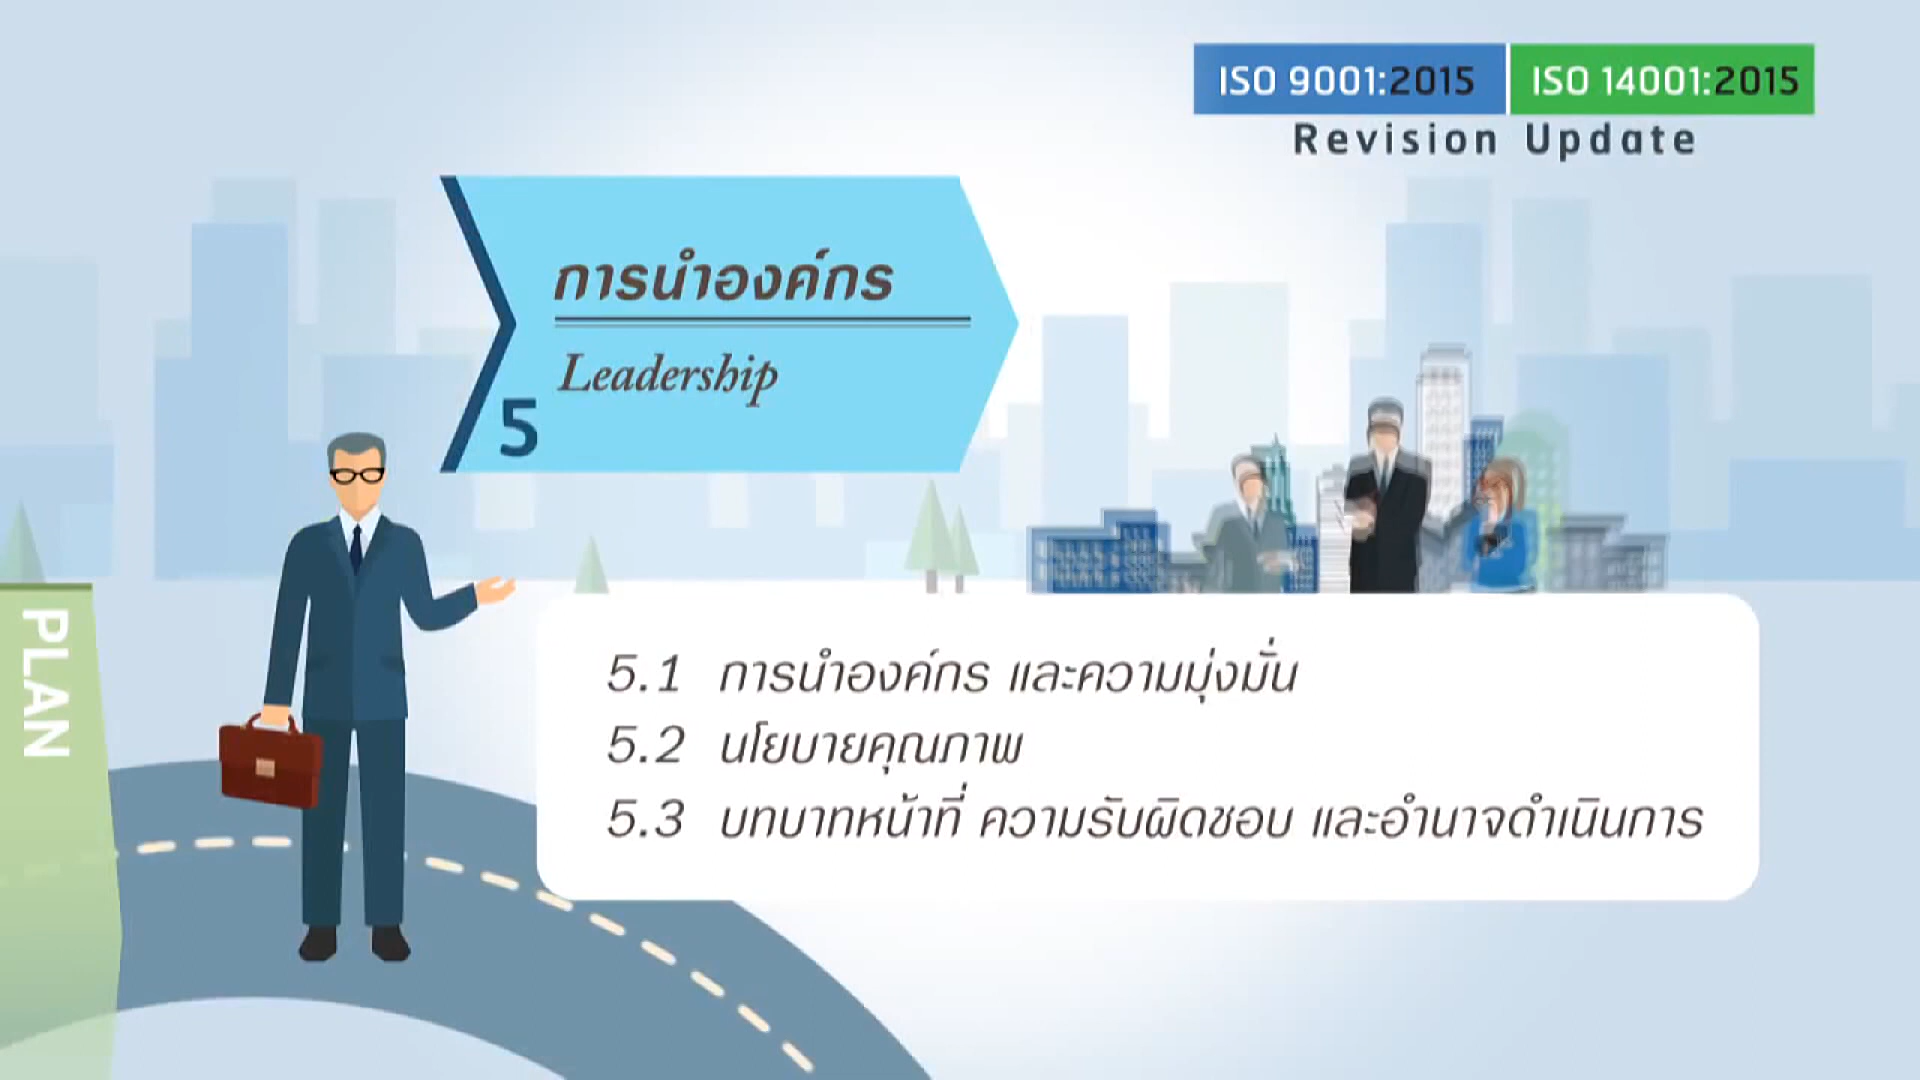 ISO 9001:2015 ISO 14001:2015
Revision Update
การนำองค์กร
Leadership
5
PLAN
5.1 การนำองค์กร และความมุ่งมั่น
5.2 นโยบายคุณภาพ
5.3 บทบาทหน้าที่ ความรับผิดชอบ และอำนาจดำเนินการ